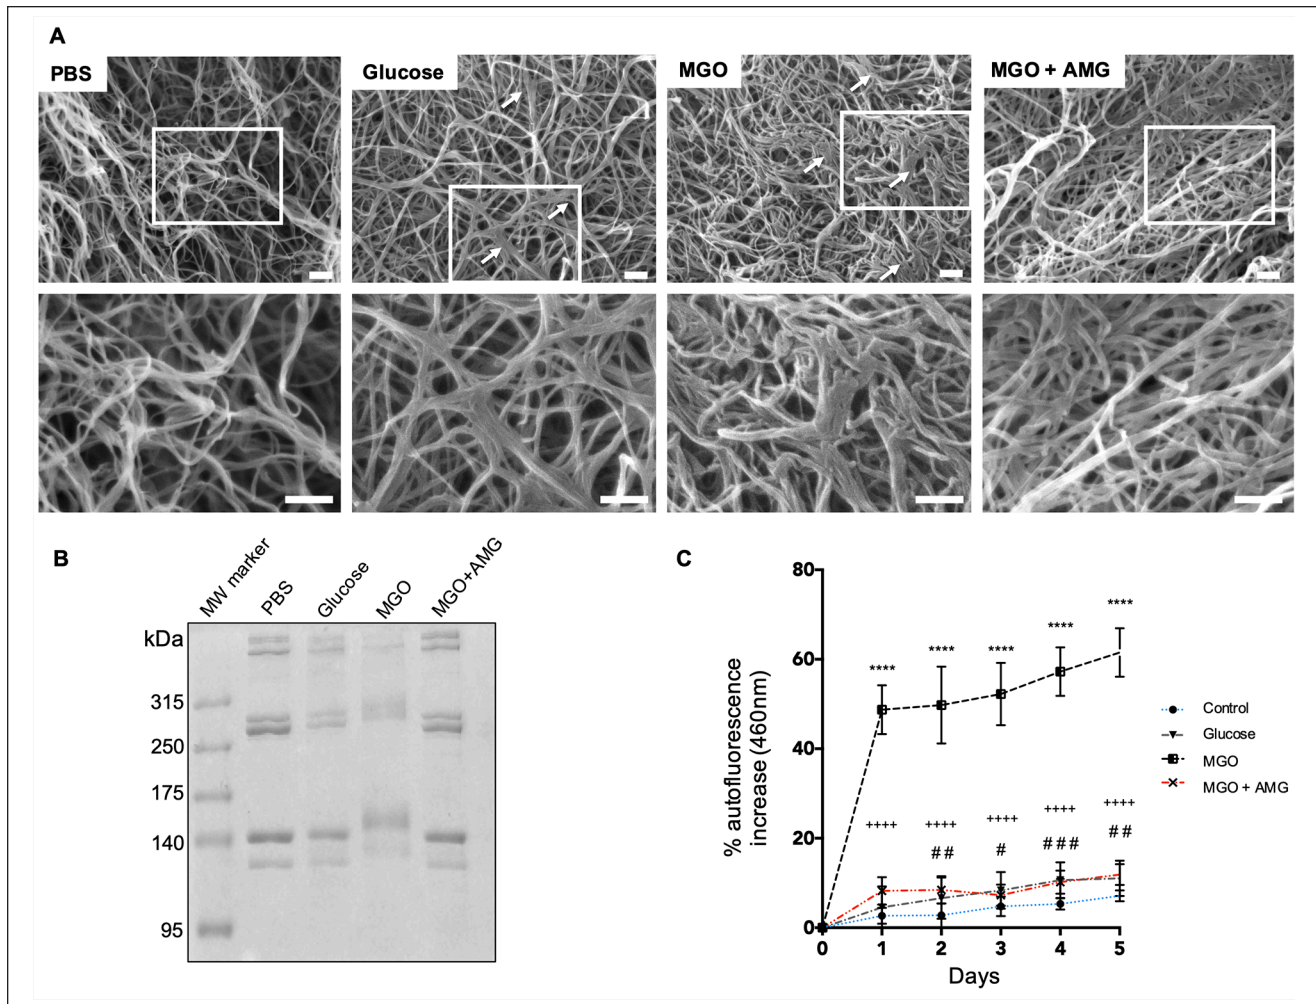 A
PBS
Glucose
MGO
MGO + AMG
B
MW marker
PBS
Glucose
MGO
MGO+AMG
kDa
315
250
175
140
95
C
% autofluorescence
increase (460nm)
80
60
40
20
0
**** **** **** **** ****
++++ ++++ ++++ ++++ ++++
## # ### ##
0 1 2 3 4 5
Days
Control
Glucose
MGO
MGO + AMG